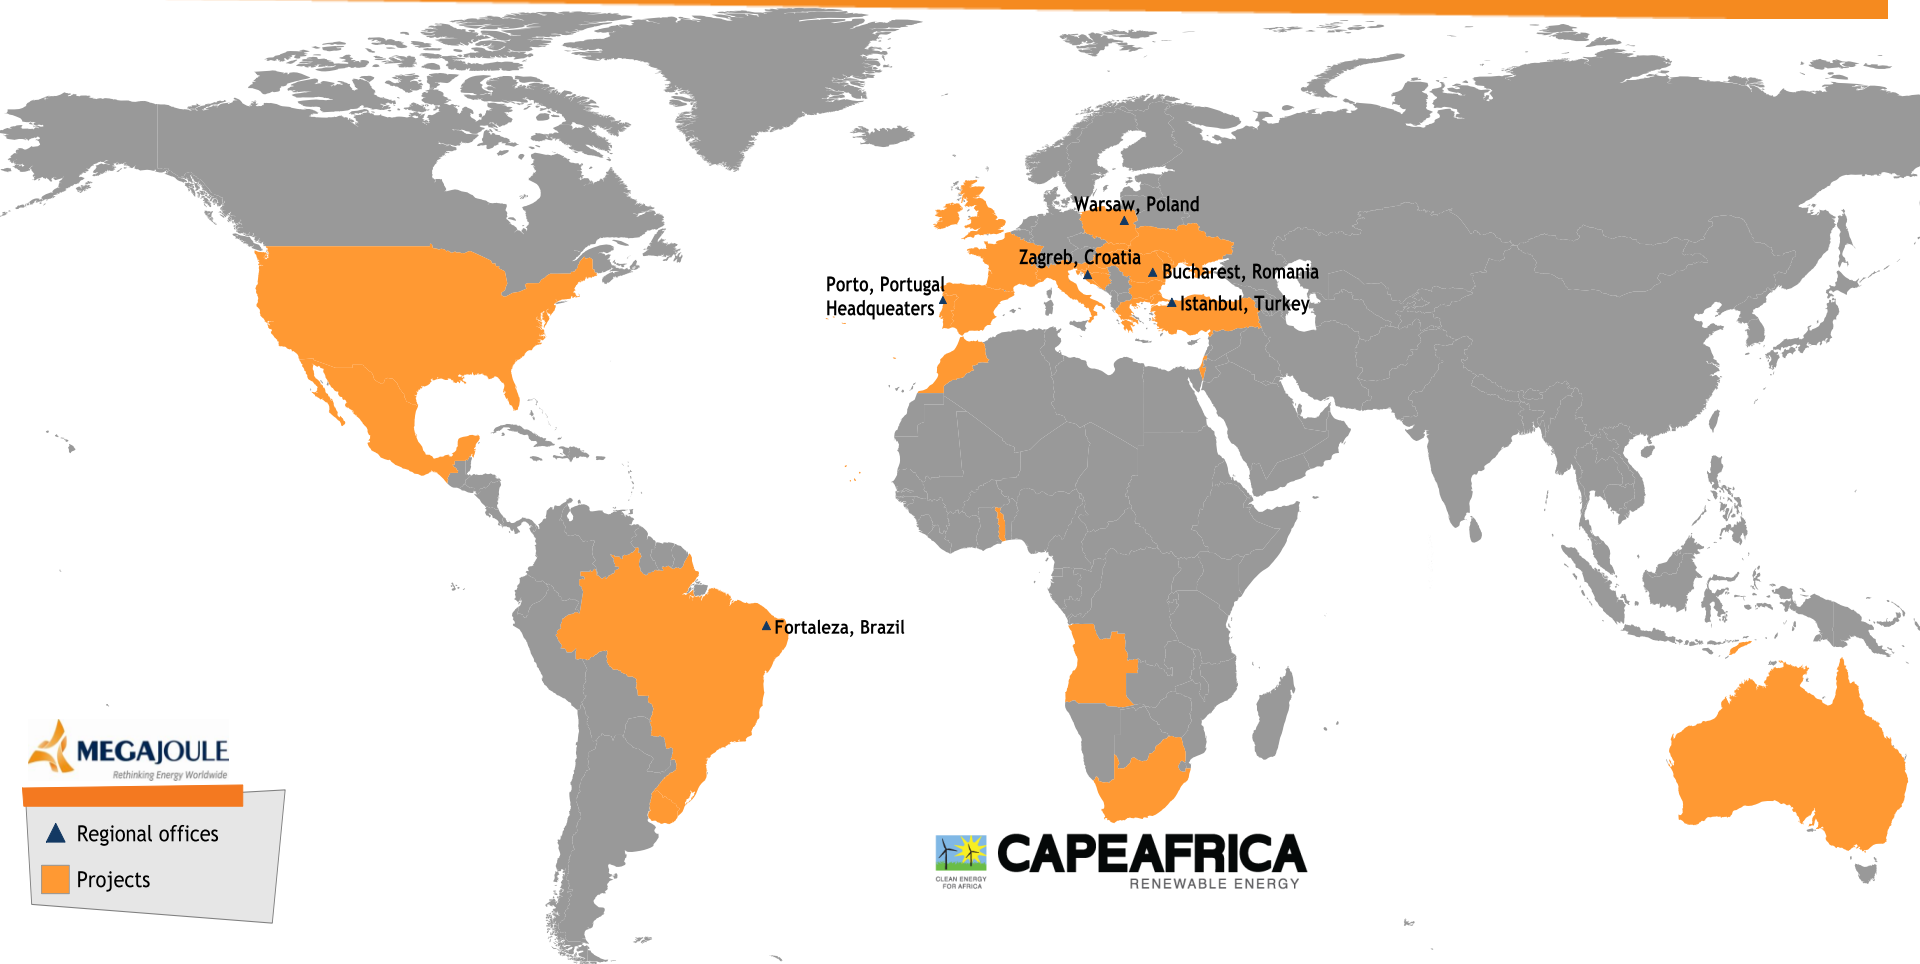 Warsaw, Poland
Zagreb, Croatia
Bucharest, Romania
Porto, Portugal
Headqueaters
Istanbul, Turkey
Fortaleza, Brazil
MEGAJOULE
Rethinking Energy Worldwide
Regional offices
Projects
CAPEAFRICA
RENEWABLE ENERGY
CLEAN ENERGY
FOR AFRICA